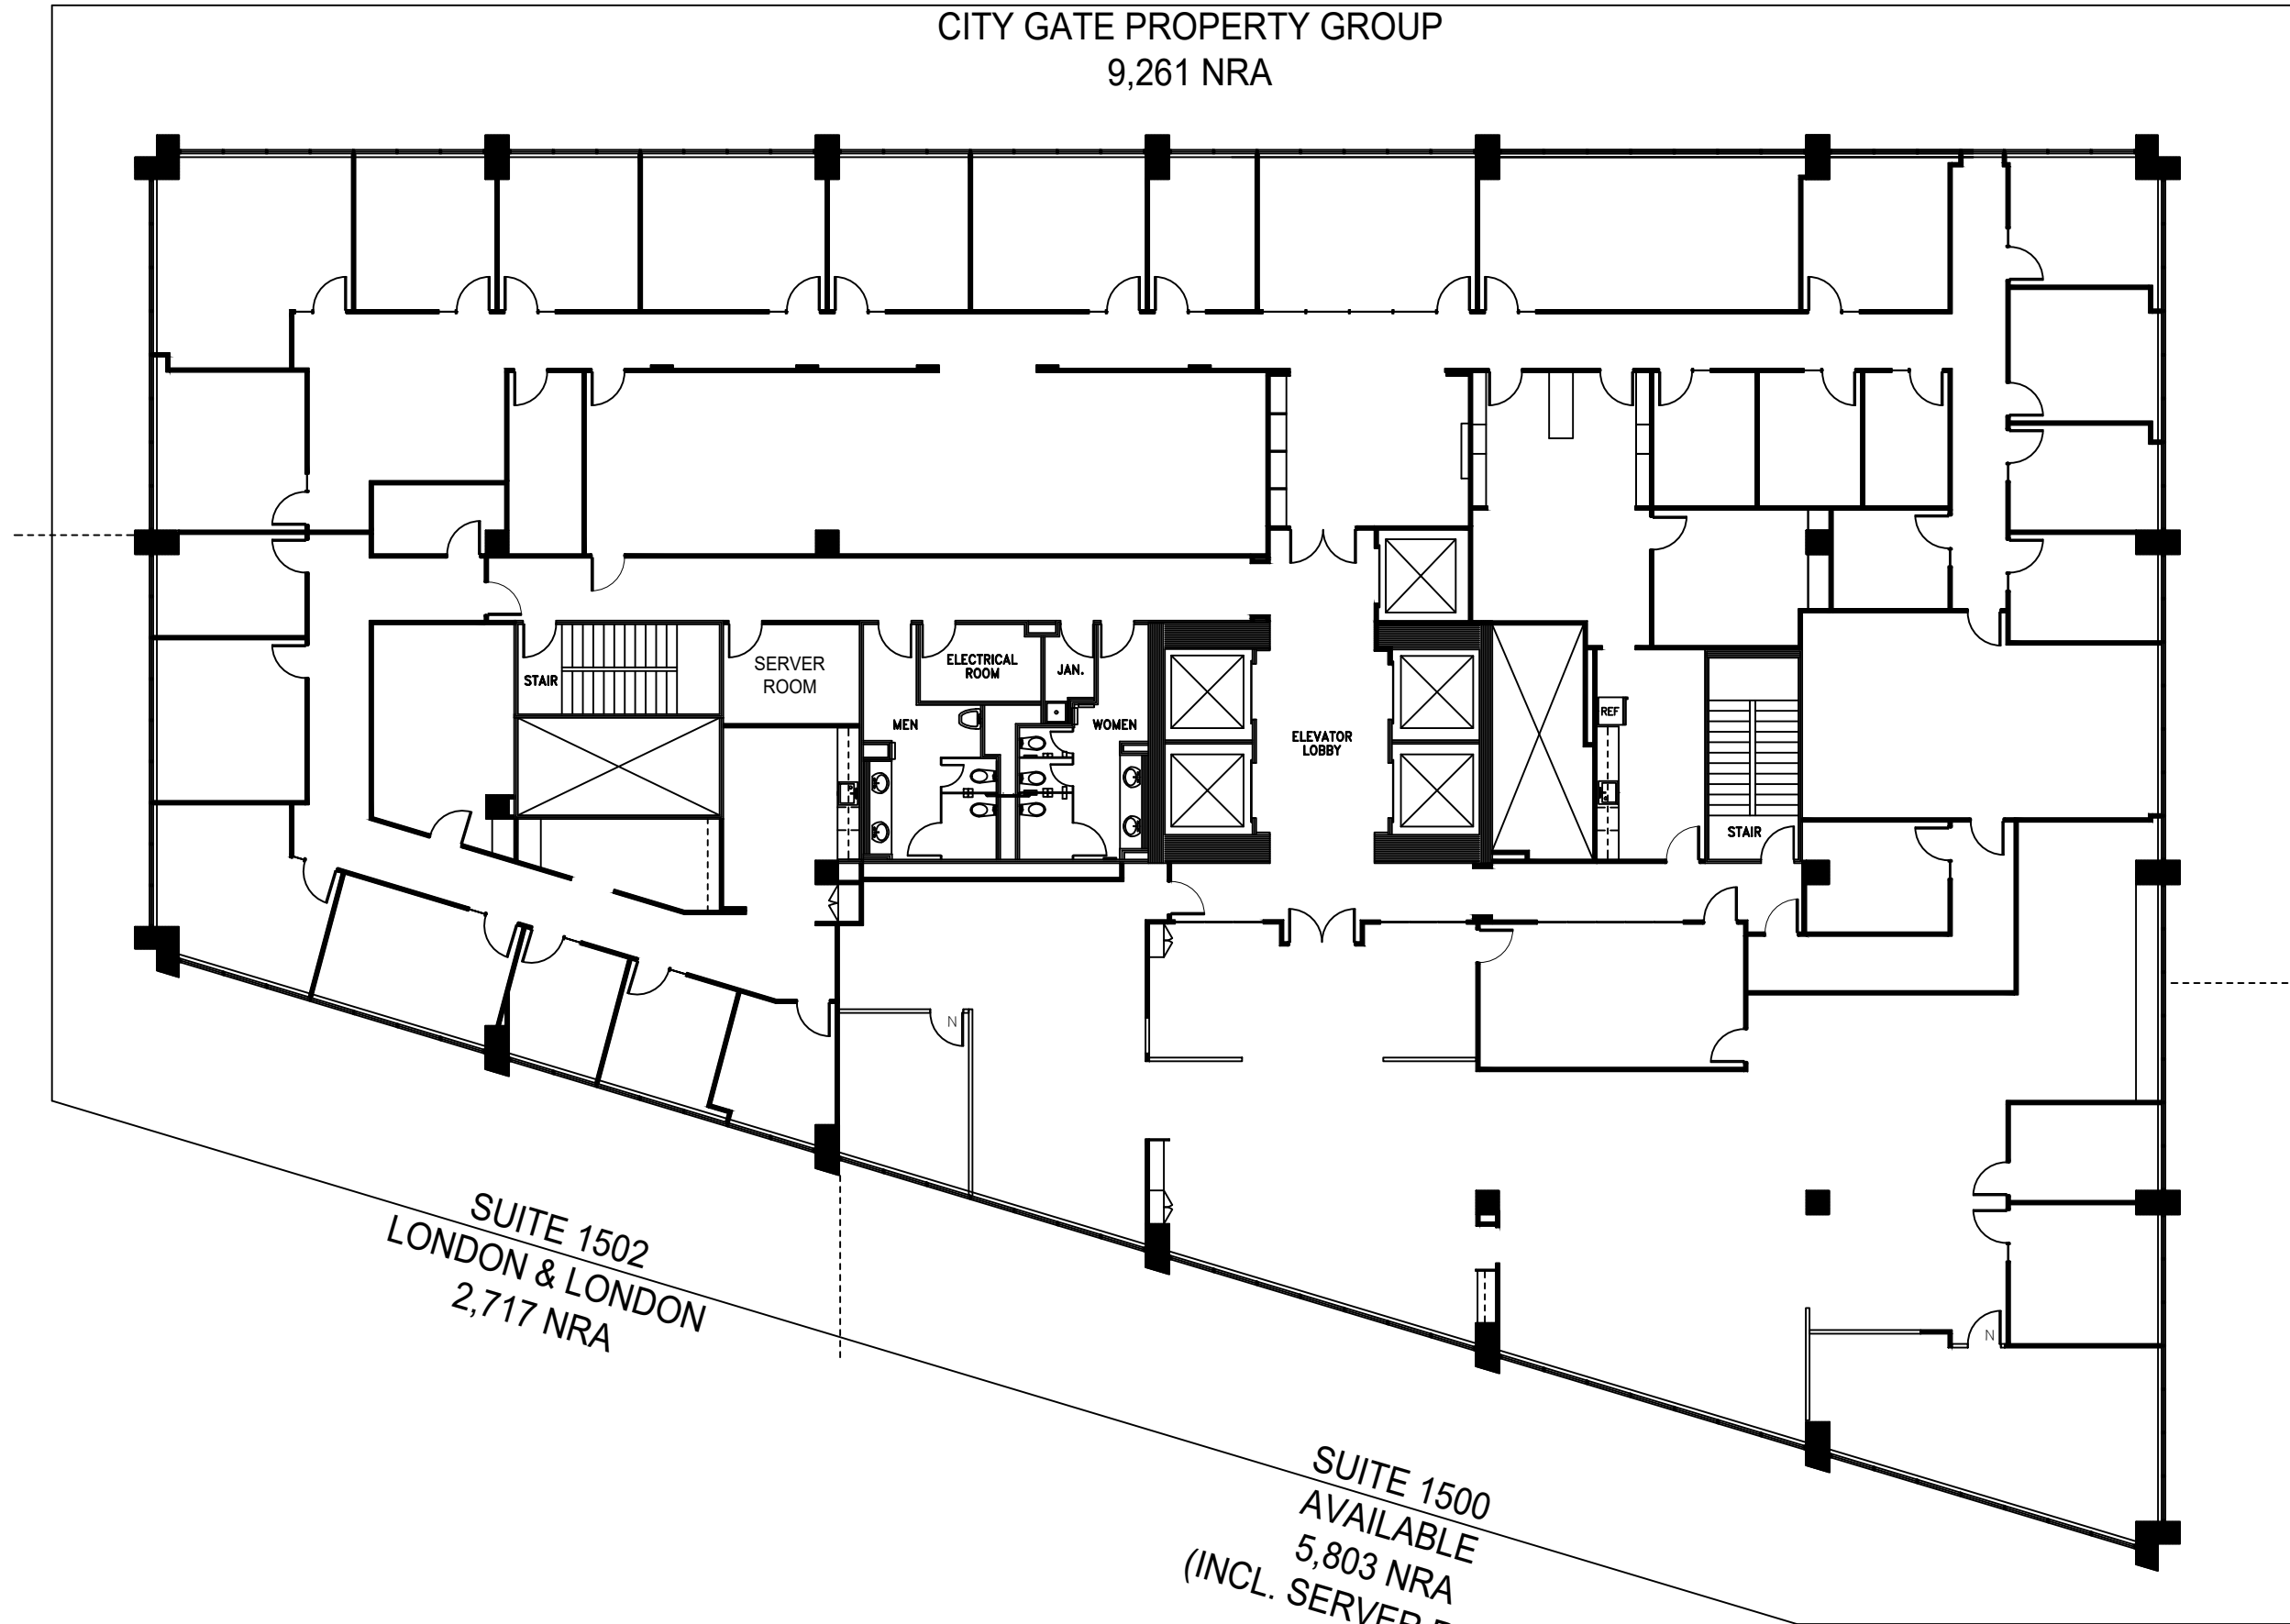 CITY GATE PROPERTY GROUP
9,261 NRA
SERVER
ROOM
ELECTRICAL
ROOM
JAN.
STAIR
MEN
WOMEN
REF
ELEVATOR
LOBBY
STAIR
N
N
SUITE 1502
LONDON & LONDON
2,717 NRA
SUITE 1500
AVAILABLE
5,803 NRA
(INCL. SERVER